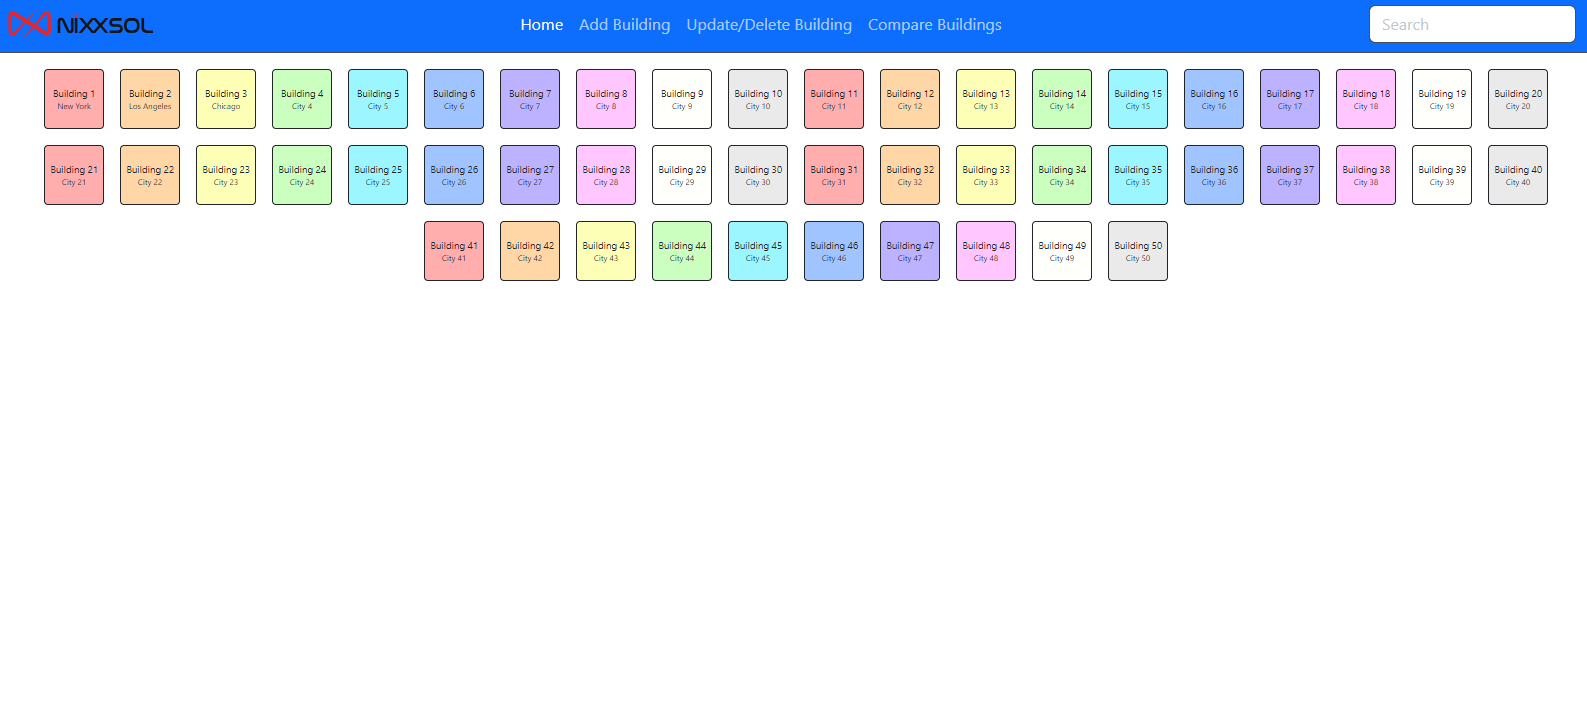 NIXXSOL Home Add Building Update/Delete Building Compare Buildings Search
Building 1 Building 2 Building 3 Building 4 Building 5 Building 6 Building 7 Building 8 Building 9 Building 10 Building 11 Building 12 Building 13 Building 14 Building 15 Building 16 Building 17 Building 18 Building 19 Building 20
New York Los Angeles Chicago City 4 City 5 City 6 City 7 City 8 City 9 City 10 City 11 City 12 City 13 City 14 City 15 City 16 City 17 City 18 City 19 City 20
Building 21 Building 22 Building 23 Building 24 Building 25 Building 26 Building 27 Building 28 Building 29 Building 30 Building 31 Building 32 Building 33 Building 34 Building 35 Building 36 Building 37 Building 38 Building 39 Building 40
City 21 City 22 City 23 City 24 City 25 City 26 City 27 City 28 City 29 City 30 City 31 City 32 City 33 City 34 City 35 City 36 City 37 City 38 City 39 City 40
Building 41 Building 42 Building 43 Building 44 Building 45 Building 46 Building 47 Building 48 Building 49 Building 50
City 41 City 42 City 43 City 44 City 45 City 46 City 47 City 48 City 49 City 50